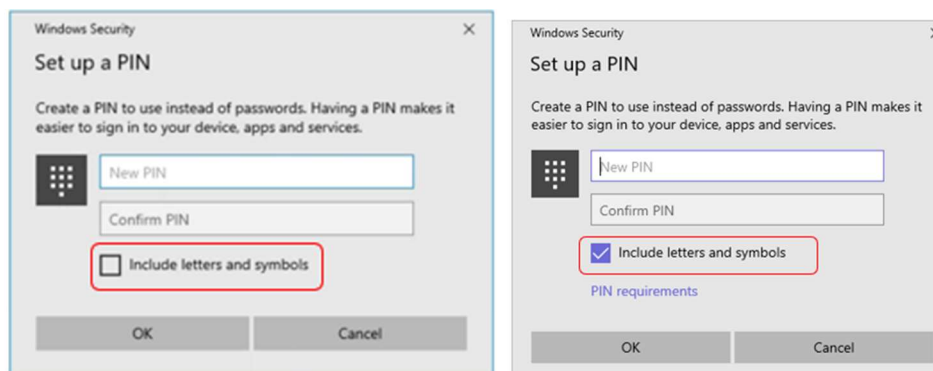 Windows Security
Set up a PIN
Create a PIN to use instead of passwords. Having a PIN makes it
easier to sign in to your device, apps and services.
New PIN
Confirm PIN
Include letters and symbols
OK
Cancel
Windows Security
Set up a PIN
Create a PIN to use instead of passwords. Having a PIN makes it
easier to sign in to your device, apps and services.
New PIN
Confirm PIN
Include letters and symbols
PIN requirements
OK
Cancel